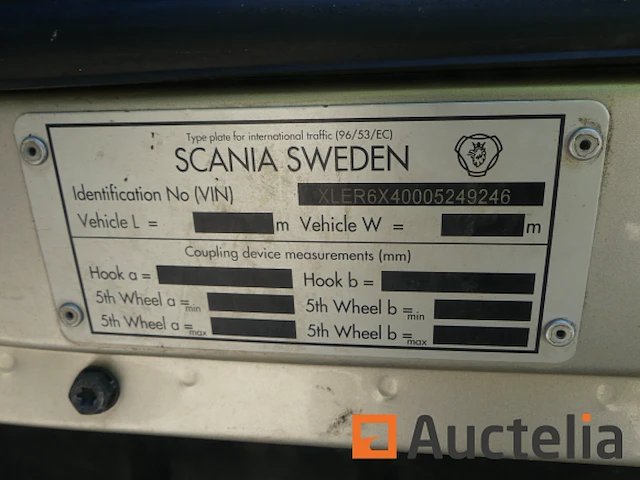 Type plate for international traffic (96/53/EC)
SCANIA SWEDEN
Identification No (VIN) XLER6X40005249246
Vehicle L = m Vehicle W = m
Coupling device measurements (mm)
Hook a = Hook b =
5th Wheel a =min 5th Wheel b =min
5th Wheel a =max 5th Wheel b =max
Auctelia